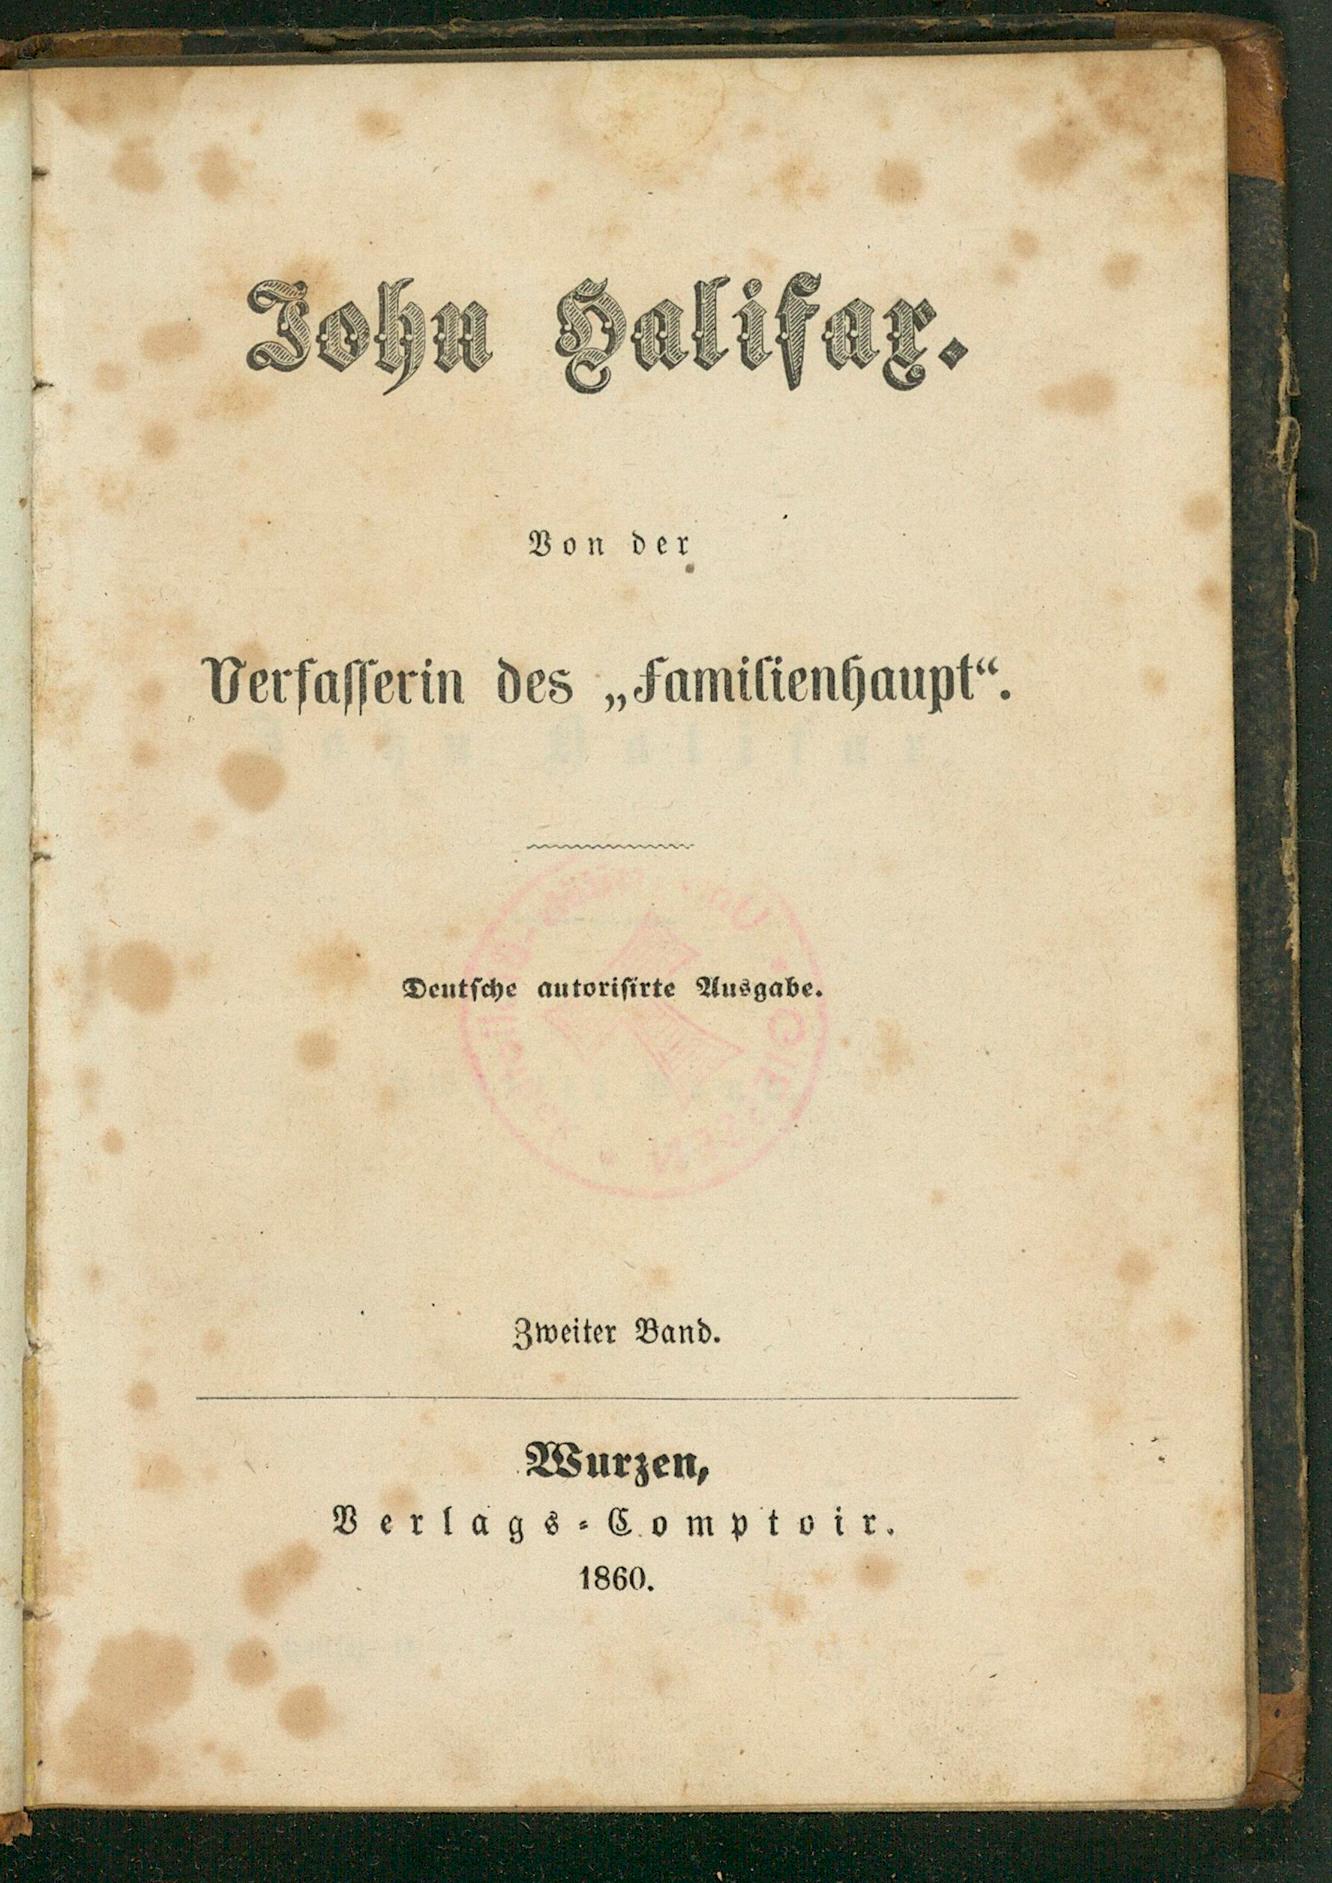 John Halifax.
Von der
Verfaſſerin des „Familienhaupt“.
Deutſche autoriſirte Ausgabe.
Zweiter Band.
Wurzen,
Verlags-Comptoir.
1860.